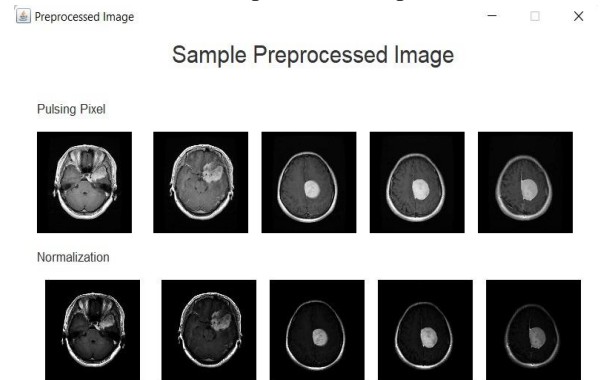 Preprocessed Image
Sample Preprocessed Image
Pulsing Pixel
Normalization